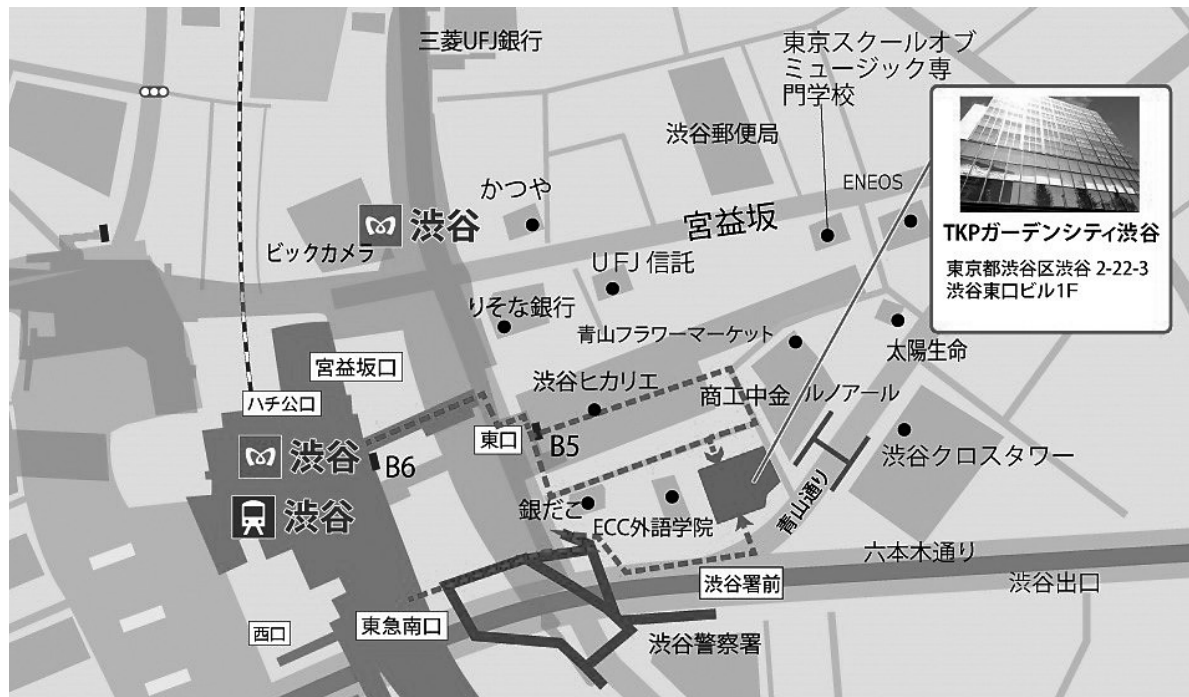 三菱UFJ銀行
東京スクールオブ
ミュージック専
門学校
渋谷郵便局
かつや
ENEOS
渋谷
宮益坂
TKPガーデンシティ渋谷
東京都渋谷区渋谷 2-22-3
渋谷東口ビル1F
ビックカメラ
UFJ 信託
りそな銀行
青山フラワーマーケット
太陽生命
宮益坂口
渋谷ヒカリエ
商工中金
ルノアール
ハチ公口
東口
B5
渋谷
B6
渋谷クロスタワー
渋谷
銀だこ
ECC外語学院
青山通り
六本木通り
渋谷署前
渋谷出口
東急南口
西口
渋谷警察署